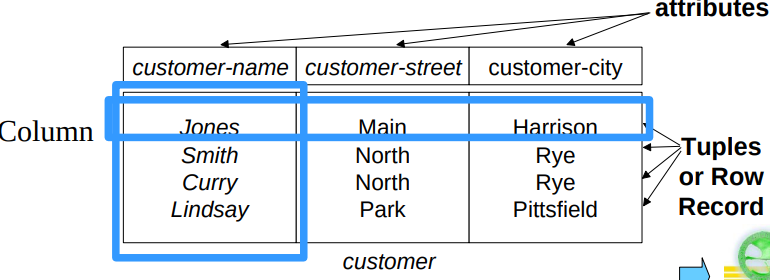 attributes
customer-name customer-street customer-city
Column
Jones Main Harrison
Smith North Rye
Curry North Rye
Lindsay Park Pittsfield
Tuples
or Row
Record
customer